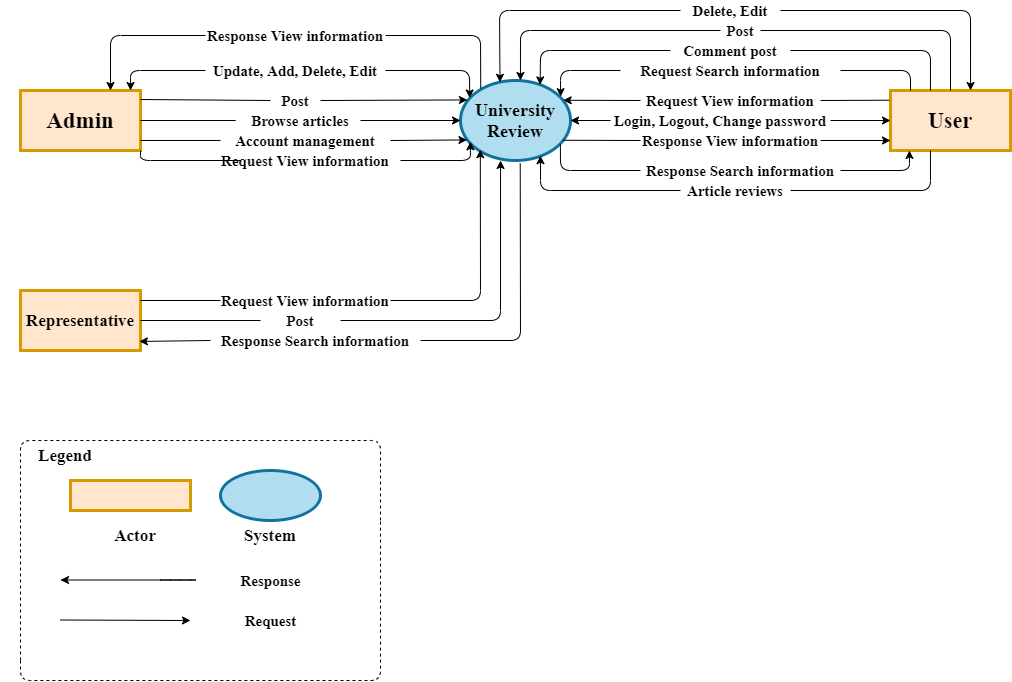 Delete, Edit
Post
Response View information
Comment post
Update, Add, Delete, Edit
Request Search information
Post
Request View information
Admin
Browse articles
University
Review
Login, Logout, Change password
User
Account management
Response View information
Request View information
Response Search information
Article reviews
Request View information
Representative
Post
Response Search information
Legend
Actor
System
Response
Request